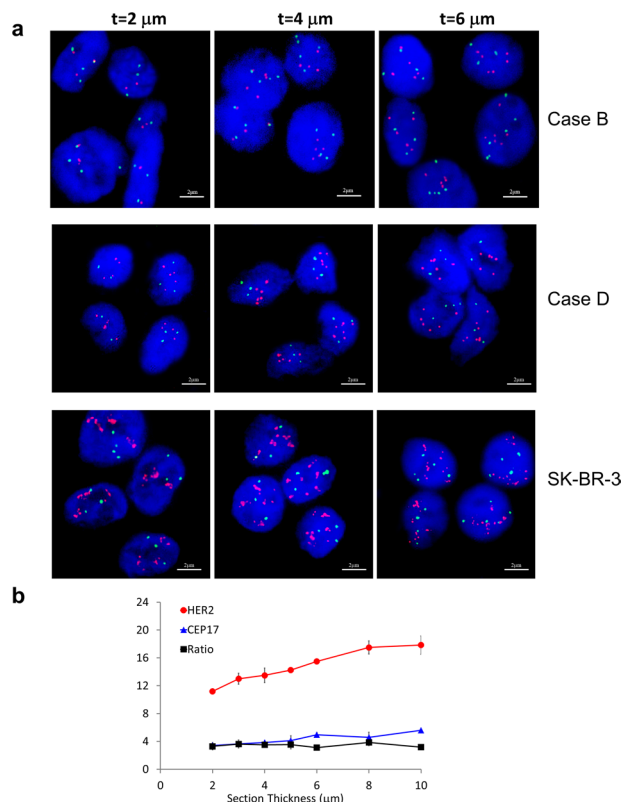 a
t=2 μm t=4 μm t=6 μm
2μm 2μm 2μm
Case B
2μm 2μm 2μm
Case D
2μm 2μm 2μm
SK-BR-3
b
24
20
16
12
8
4
0
HER2
CEP17
Ratio
0 2 4 6 8 10
Section Thickness (μm)